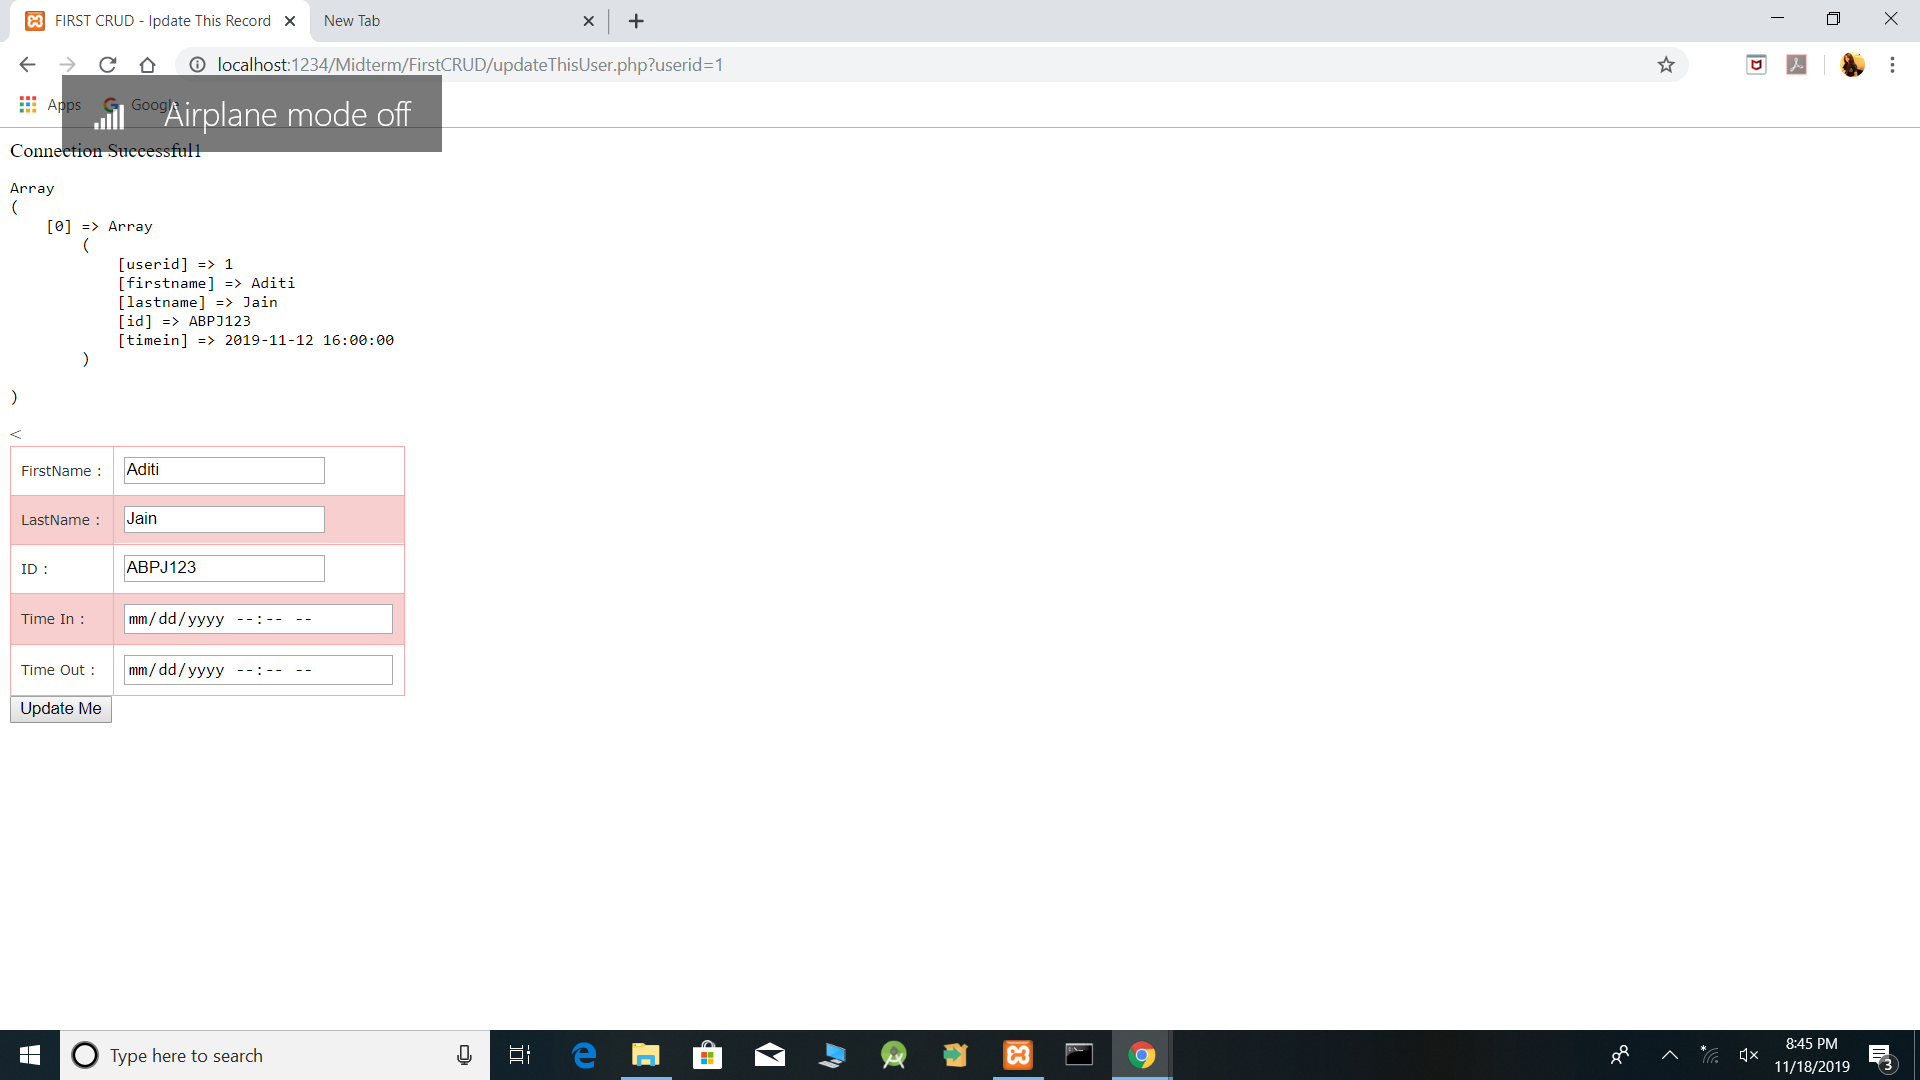 FIRST CRUD - Ipdate This Record
New Tab
localhost:1234/Midterm/FirstCRUD/updateThisUser.php?userid=1
Apps
Google
Airplane mode off
Connection Successful1
Array
(
[0] => Array
(
[userid] => 1
[firstname] => Aditi
[lastname] => Jain
[id] => ABPJ123
[timein] => 2019-11-12 16:00:00
)
)
<
FirstName : Aditi
LastName : Jain
ID : ABPJ123
Time In : mm/dd/yyyy --:-- --
Time Out : mm/dd/yyyy --:-- --
Update Me
Type here to search
8:45 PM
11/18/2019
3